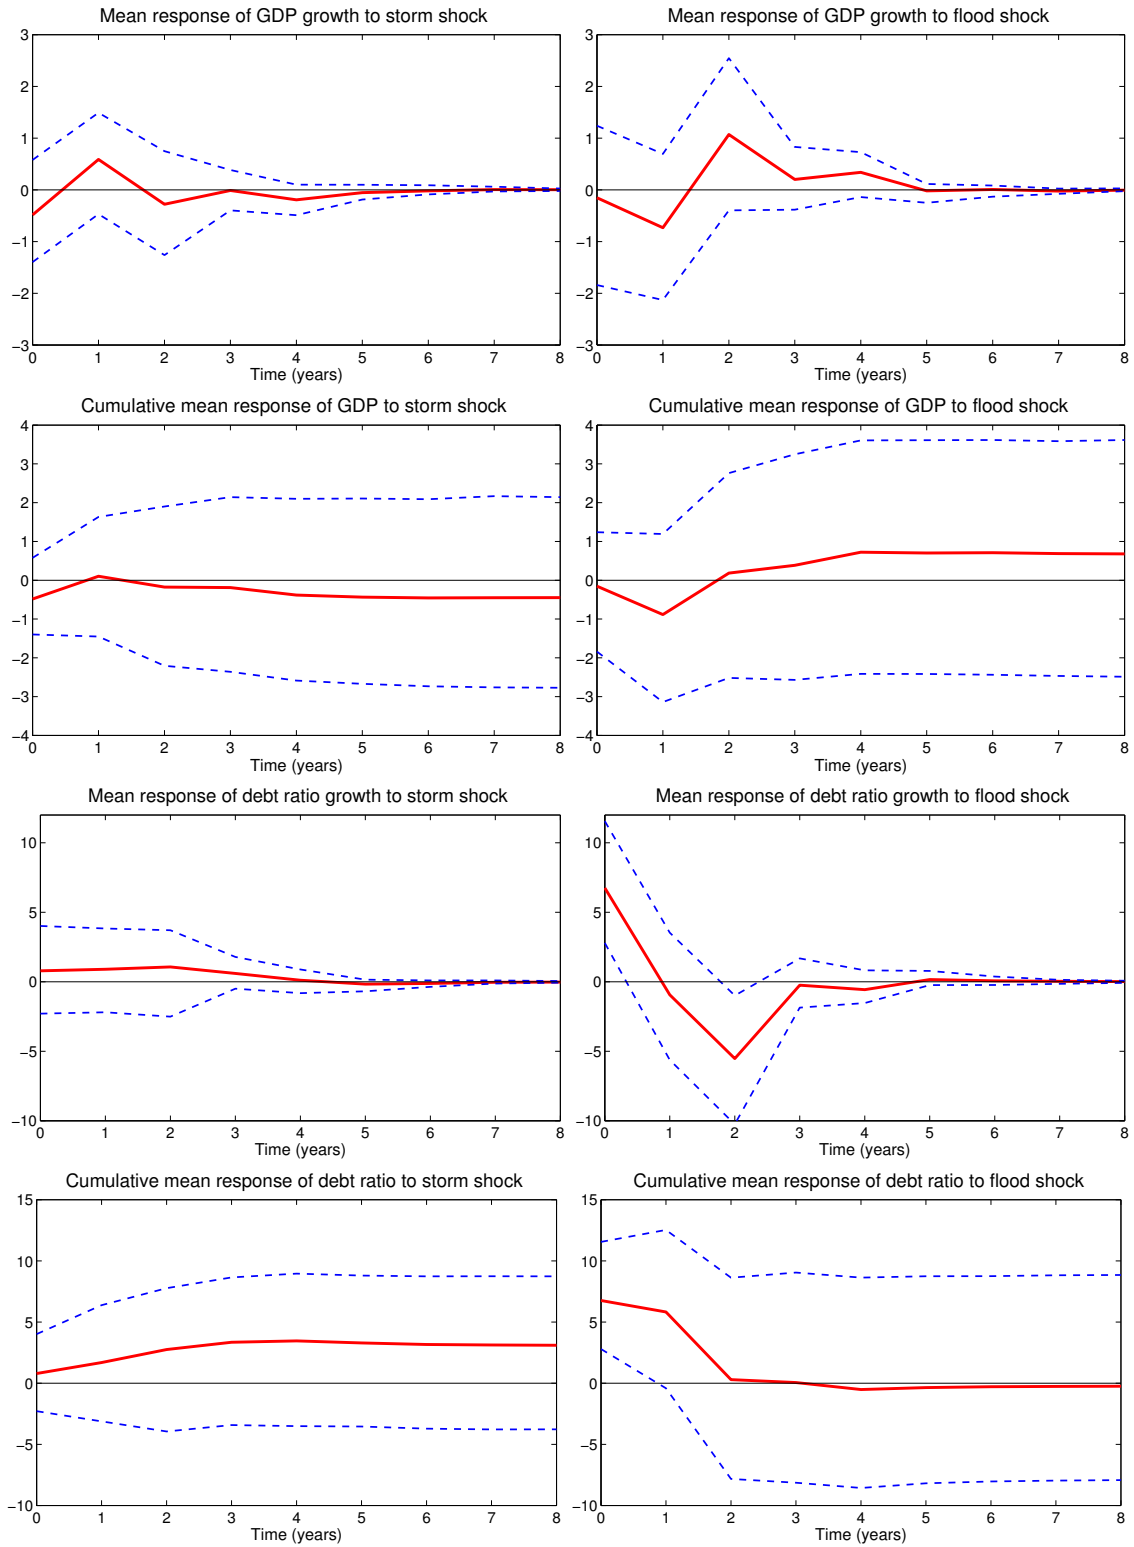 Mean response of GDP growth to storm shock
3
2
1
0
−1
−2
−3
0 1 2 3 4 5 6 7 8
Time (years)
Mean response of GDP growth to flood shock
3
2
1
0
−1
−2
−3
0 1 2 3 4 5 6 7 8
Time (years)
Cumulative mean response of GDP to storm shock
4
3
2
1
0
−1
−2
−3
−4
0 1 2 3 4 5 6 7 8
Time (years)
Cumulative mean response of GDP to flood shock
4
3
2
1
0
−1
−2
−3
−4
0 1 2 3 4 5 6 7 8
Time (years)
Mean response of debt ratio growth to storm shock
10
5
0
−5
−10
0 1 2 3 4 5 6 7 8
Time (years)
Mean response of debt ratio growth to flood shock
10
5
0
−5
−10
0 1 2 3 4 5 6 7 8
Time (years)
Cumulative mean response of debt ratio to storm shock
15
10
5
0
−5
−10
0 1 2 3 4 5 6 7 8
Time (years)
Cumulative mean response of debt ratio to flood shock
15
10
5
0
−5
−10
0 1 2 3 4 5 6 7 8
Time (years)